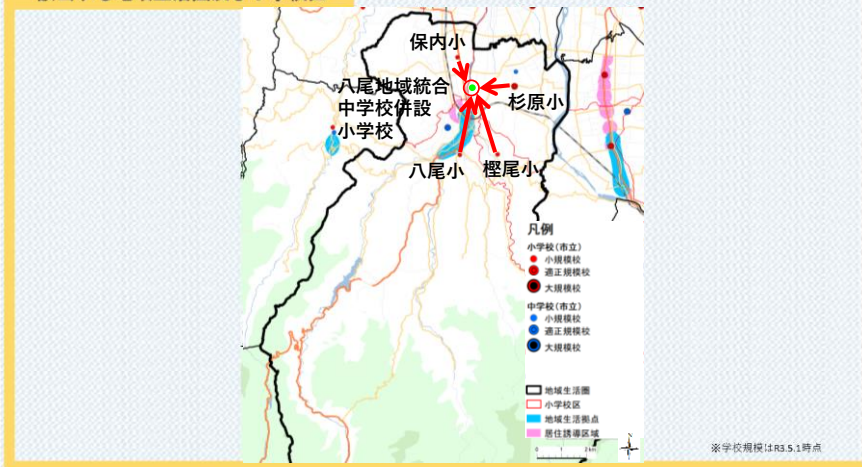 保内小
八尾地域統合
中学校併設
小学校
杉原小
八尾小
樫尾小
凡例
小学校(市立)
小規模校
適正規模校
大規模校
中学校(市立)
小規模校
適正規模校
大規模校
地域生活圏
小学校区
地域生活拠点
居住誘導区域
0 1 2 km
※学校規模はR3.5.1時点